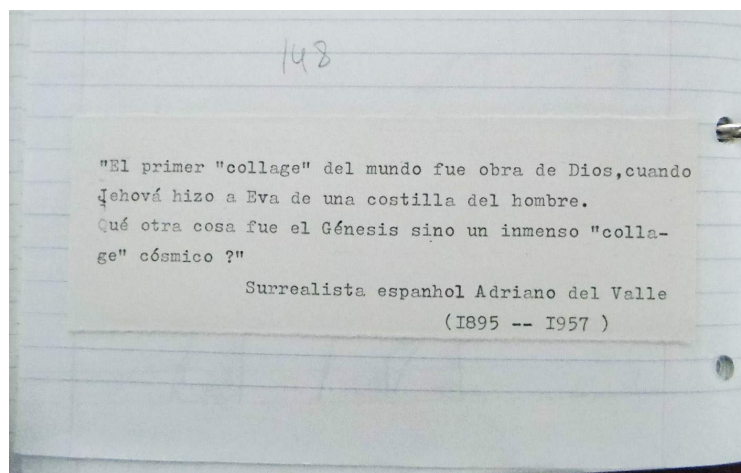 148
"El primer "collage" del mundo fue obra de Dios,cuando
Jehová hizo a Eva de una costilla del hombre.
Qué otra cosa fue el Génesis sino un inmenso "colla-
ge" cósmico ?"
Surrealista espanhol Adriano del Valle
(I895 -- I957 )